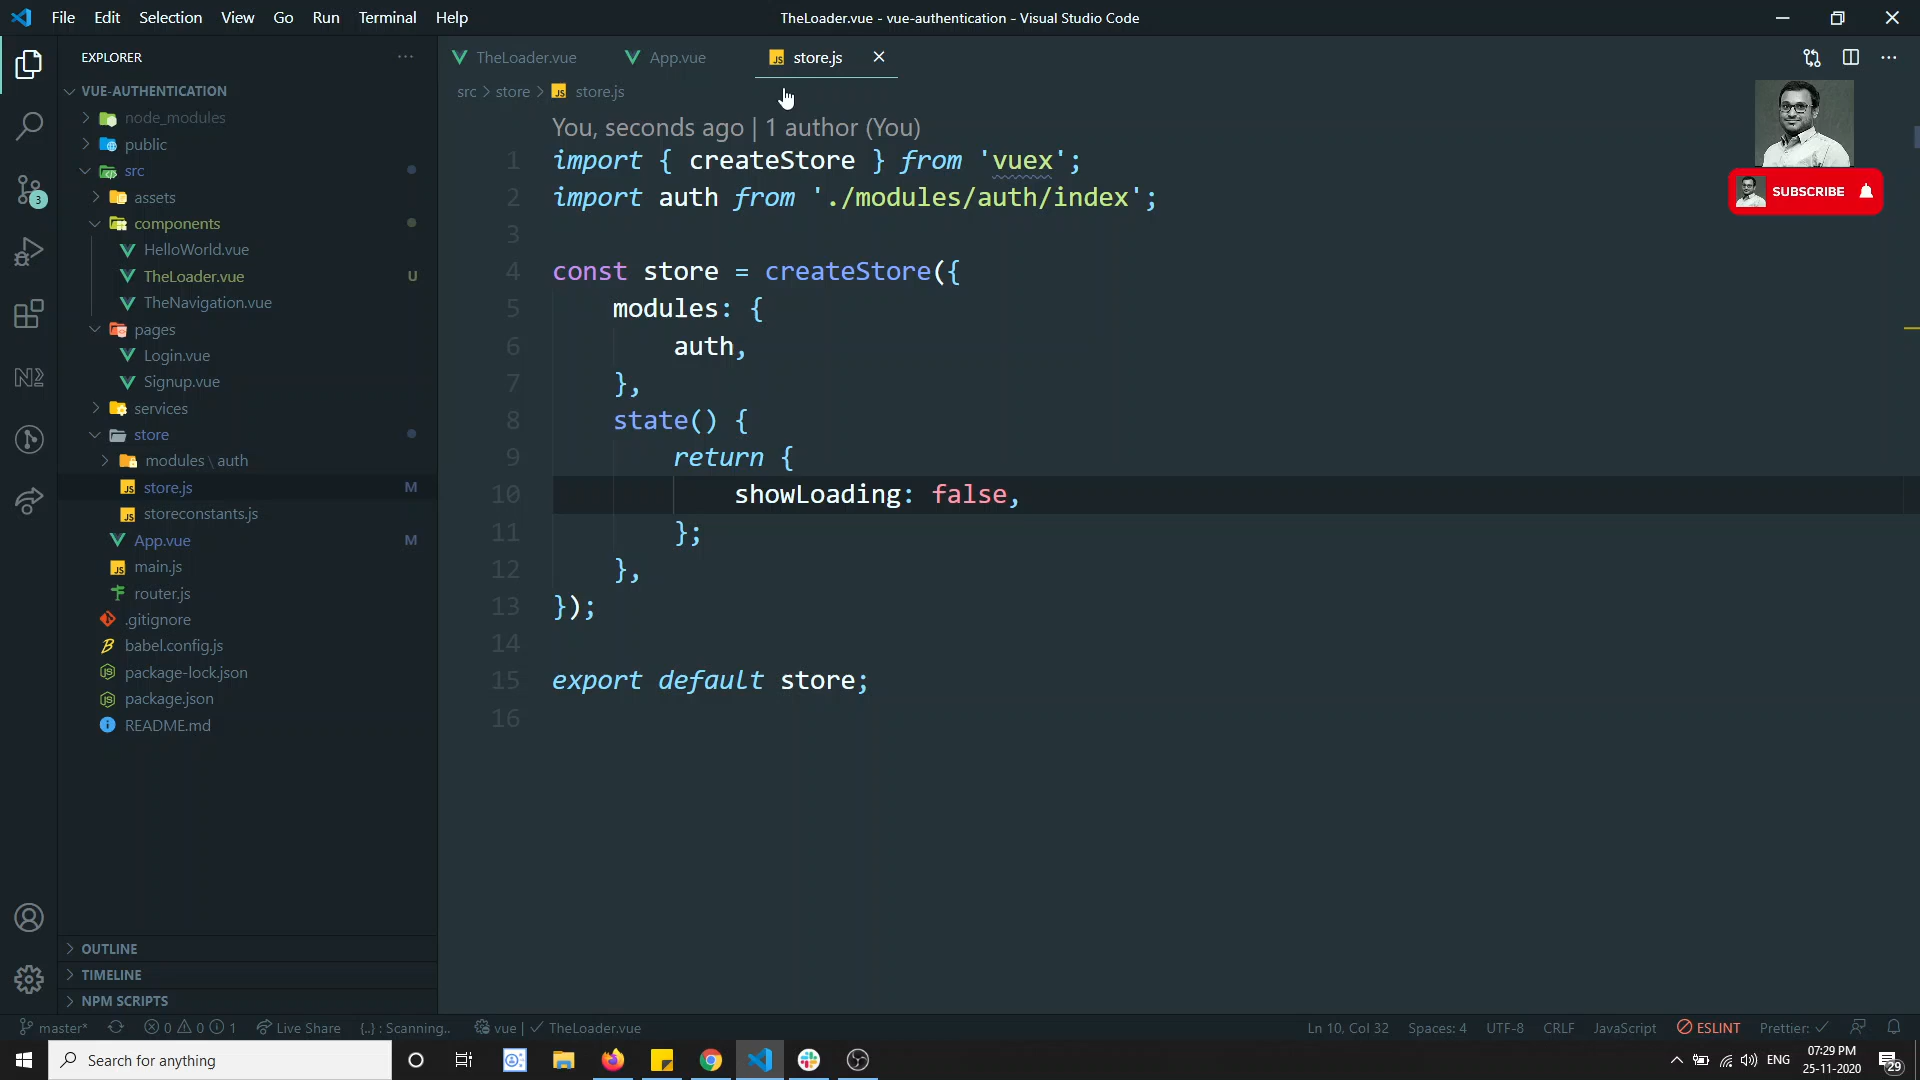 File Edit Selection View Go Run Terminal Help
TheLoader.vue - vue-authentication - Visual Studio Code
EXPLORER
VUE-AUTHENTICATION
node_modules
public
src
assets
components
HelloWorld.vue
TheLoader.vue U
TheNavigation.vue
pages
Login.vue
Signup.vue
services
store
modules \ auth
store.js M
storeconstants.js
App.vue M
main.js
router.js
.gitignore
babel.config.js
package-lock.json
package.json
README.md
OUTLINE
TIMELINE
NPM SCRIPTS
3
TheLoader.vue App.vue JS store.js
src > store > JS store.js
You, seconds ago | 1 author (You)
1 import { createStore } from 'vuex';
2 import auth from './modules/auth/index';
3
4 const store = createStore({
5 modules: {
6 auth,
7 },
8 state() {
9 return {
10 showLoading: false,
11 };
12 },
13 });
14
15 export default store;
16
SUBSCRIBE
master* 0 0 1 Live Share {..} : Scanning.. vue | ✓ TheLoader.vue
Ln 10, Col 32 Spaces: 4 UTF-8 CRLF JavaScript ESLINT Prettier: ✓
Search for anything
ENG
07:29 PM
25-11-2020
29